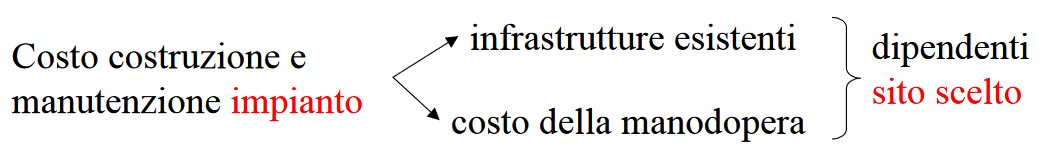 Costo costruzione e
manutenzione impianto
infrastrutture esistenti
costo della manodopera
dipendenti
sito scelto